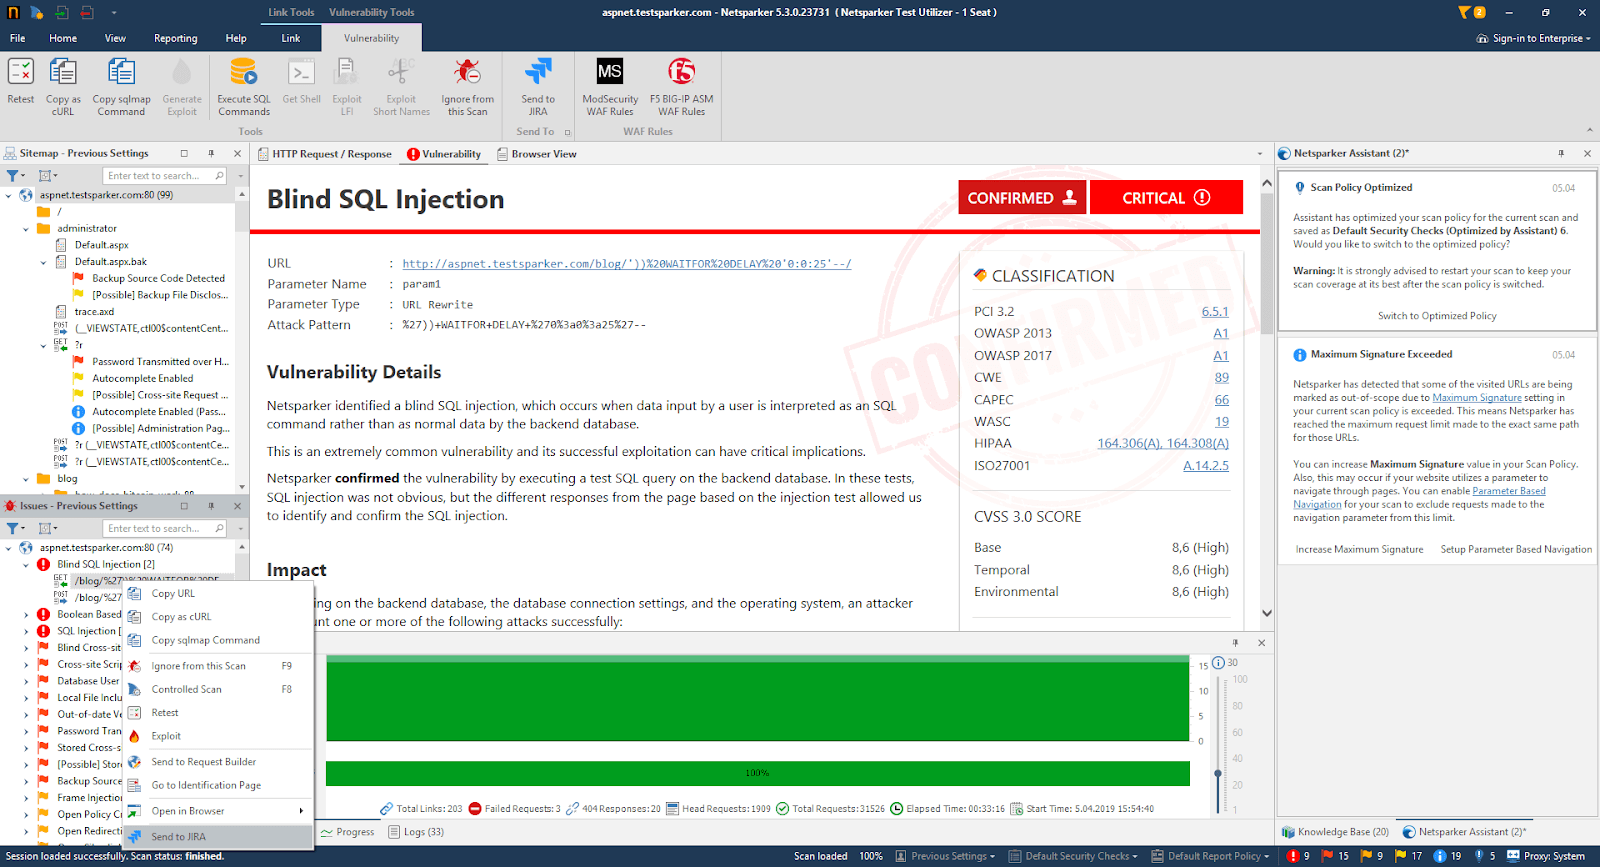 Link Tools Vulnerability Tools
aspnet.testsparker.com - Netsparker 5.3.0.23731 ( Netsparker Test Utilizer - 1 Seat )
2
File Home View Reporting Help Link Vulnerability
Sign-in to Enterprise
Retest
Copy as cURL
Copy sqlmap Command
Generate Exploit
Execute SQL Commands
Get Shell
Exploit LFI
Exploit Short Names
Ignore from this Scan
Send to JIRA
MS
ModSecurity WAF Rules
F5 BIG-IP ASM WAF Rules
Tools
Send To
WAF Rules
Sitemap - Previous Settings
Enter text to search...
aspnet.testsparker.com:80 (99)
/
administrator
Default.aspx
Default.aspx.bak
Backup Source Code Detected
[Possible] Backup File Disclos...
trace.axd
POST (__VIEWSTATE,ctl00$contentCent...
GET ?r
Password Transmitted over H...
Autocomplete Enabled
[Possible] Cross-site Request ...
Autocomplete Enabled (Pass...
[Possible] Administration Pag...
POST ?r (__VIEWSTATE,ctl00$contentCe...
POST ?r (__VIEWSTATE,ctl00$contentCe...
blog
Issues - Previous Settings
Enter text to search...
aspnet.testsparker.com:80 (74)
Blind SQL Injection [2]
GET /blog/%27))%20WAITFOR%20DE
POST /blog/%2
Boolean Based
SQL Injection [
Blind Cross-sit
Cross-site Scrip
Database User
Local File Inclu
Out-of-date Ve
Password Tran
Stored Cross-s
[Possible] Store
Backup Source
Frame Injection
Open Policy Cr
Open Redirecti
Copy URL
Copy as cURL
Copy sqlmap Command
Ignore from this Scan F9
Controlled Scan F8
Retest
Exploit
Send to Request Builder
Go to Identification Page
Open in Browser
Send to JIRA
HTTP Request / Response Vulnerability Browser View
Blind SQL Injection
CONFIRMED
CRITICAL
URL : http://aspnet.testsparker.com/blog/'))%20WAITFOR%20DELAY%20'0:0:25'--/
Parameter Name : param1
Parameter Type : URL Rewrite
Attack Pattern : %27))+WAITFOR+DELAY+%270%3a0%3a25%27--
CONFIRMED
Vulnerability Details
Netsparker identified a blind SQL injection, which occurs when data input by a user is interpreted as an SQL
command rather than as normal data by the backend database.
This is an extremely common vulnerability and its successful exploitation can have critical implications.
Netsparker confirmed the vulnerability by executing a test SQL query on the backend database. In these tests,
SQL injection was not obvious, but the different responses from the page based on the injection test allowed us
to identify and confirm the SQL injection.
Impact
ing on the backend database, the database connection settings, and the operating system, an attacker
unt one or more of the following attacks successfully:
CLASSIFICATION
PCI 3.2 6.5.1
OWASP 2013 A1
OWASP 2017 A1
CWE 89
CAPEC 66
WASC 19
HIPAA 164.306(A), 164.308(A)
ISO27001 A.14.2.5
CVSS 3.0 SCORE
Base 8,6 (High)
Temporal 8,6 (High)
Environmental 8,6 (High)
15
10
5
0
100%
30
100
80
60
40
20
1
Total Links: 203 Failed Requests: 3 404 Responses: 20 Head Requests: 1909 Total Requests: 31526 Elapsed Time: 00:33:16 Start Time: 5.04.2019 15:54:40
Progress Logs (33)
Netsparker Assistant (2)*
Scan Policy Optimized 05.04
Assistant has optimized your scan policy for the current scan and
saved as Default Security Checks (Optimized by Assistant) 6.
Would you like to switch to the optimized policy?
Warning: It is strongly advised to restart your scan to keep your
scan coverage at its best after the scan policy is switched.
Switch to Optimized Policy
Maximum Signature Exceeded 05.04
Netsparker has detected that some of the visited URLs are being
marked as out-of-scope due to Maximum Signature setting in
your current scan policy is exceeded. This means Netsparker has
reached the maximum request limit made to the exact same path
for those URLs.
You can increase Maximum Signature value in your Scan Policy.
Also, this may occur if your website utilizes a parameter to
navigate through pages. You can enable Parameter Based
Navigation for your scan to exclude requests made to the
navigation parameter from this limit.
Increase Maximum Signature Setup Parameter Based Navigation
Knowledge Base (20) Netsparker Assistant (2)*
Session loaded successfully. Scan status: finished.
Scan loaded 100% Previous Settings Default Security Checks Default Report Policy 9 15 9 17 19 5 Proxy: System